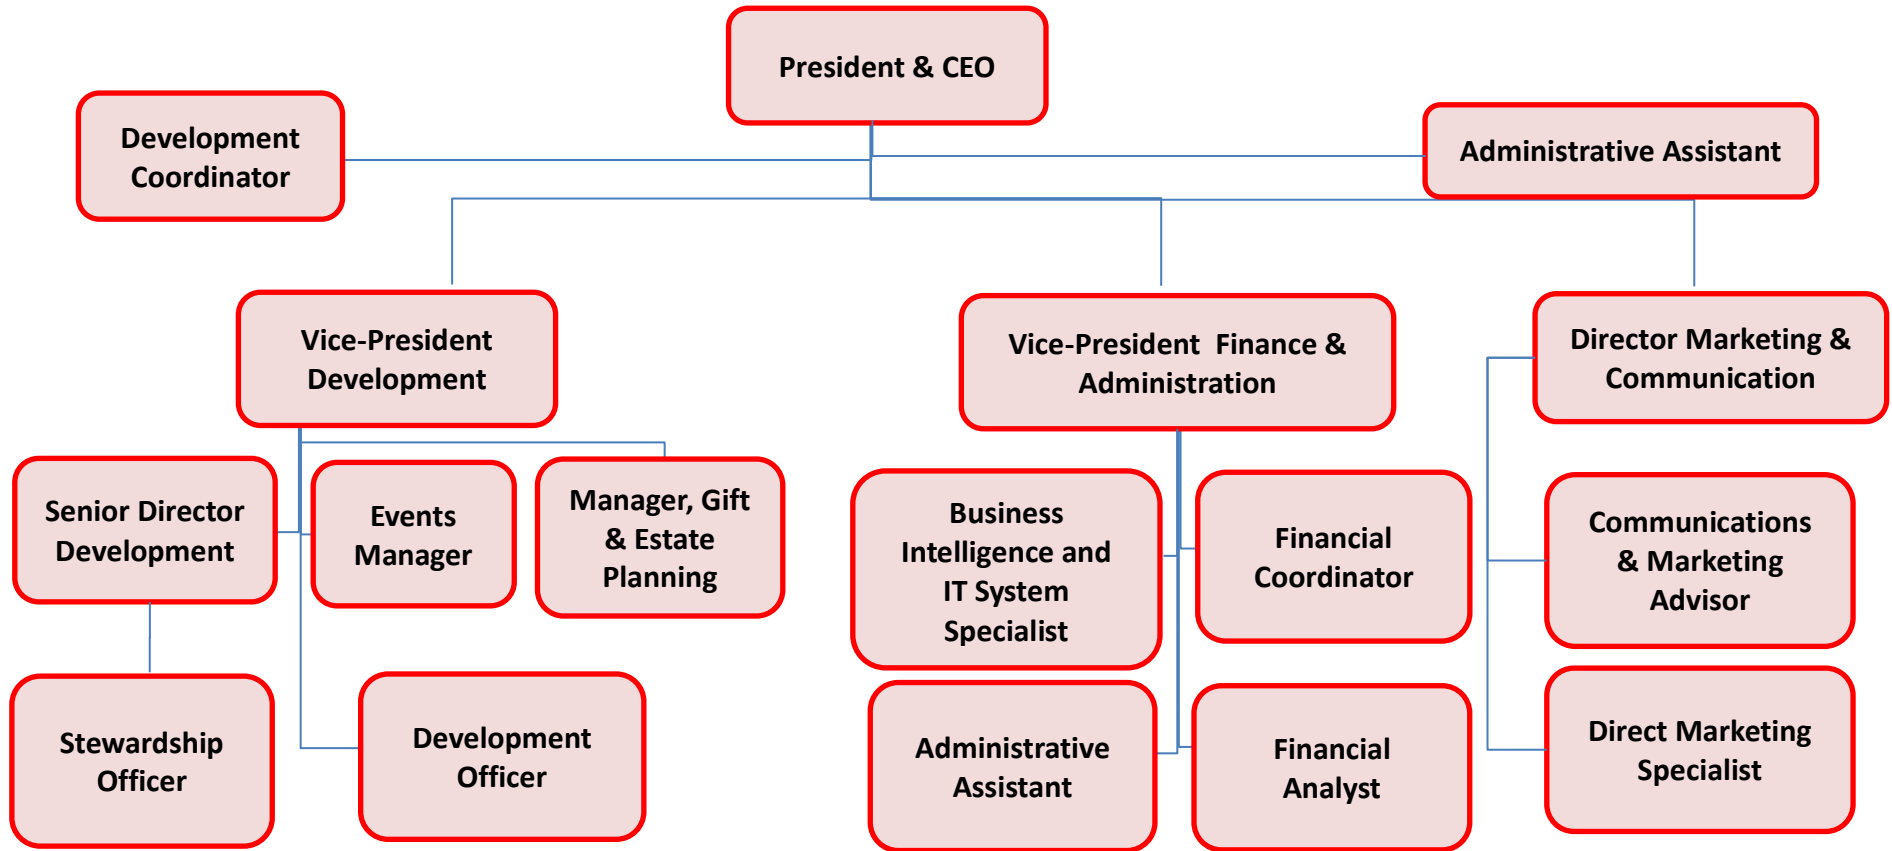 President & CEO
Development
Coordinator
Administrative Assistant
Vice-President
Development
Vice-President  Finance &
Administration
Director Marketing &
Communication
Senior Director
Development
Events
Manager
Manager, Gift
& Estate
Planning
Business
Intelligence and
IT System
Specialist
Financial
Coordinator
Communications
& Marketing
Advisor
Stewardship
Officer
Development
Officer
Administrative
Assistant
Financial
Analyst
Direct Marketing
Specialist